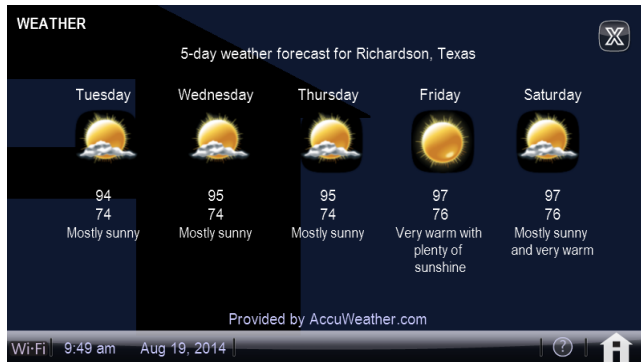 WEATHER
X
5-day weather forecast for Richardson, Texas
Tuesday Wednesday Thursday Friday Saturday
94 95 95 97 97
74 74 74 76 76
Mostly sunny Mostly sunny Mostly sunny Very warm with Mostly sunny
plenty of and very warm
sunshine
Provided by AccuWeather.com
Wi·Fi 9:49 am Aug 19, 2014 ?